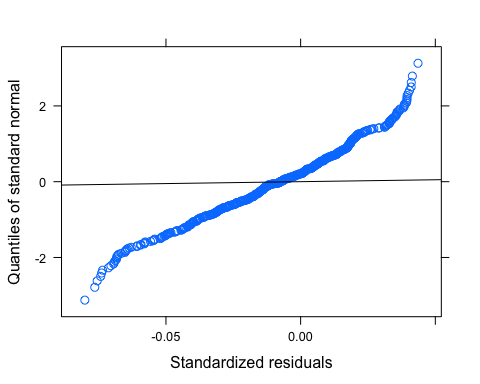 Quantiles of standard normal
2
0
-2
-0.05
0.00
Standardized residuals